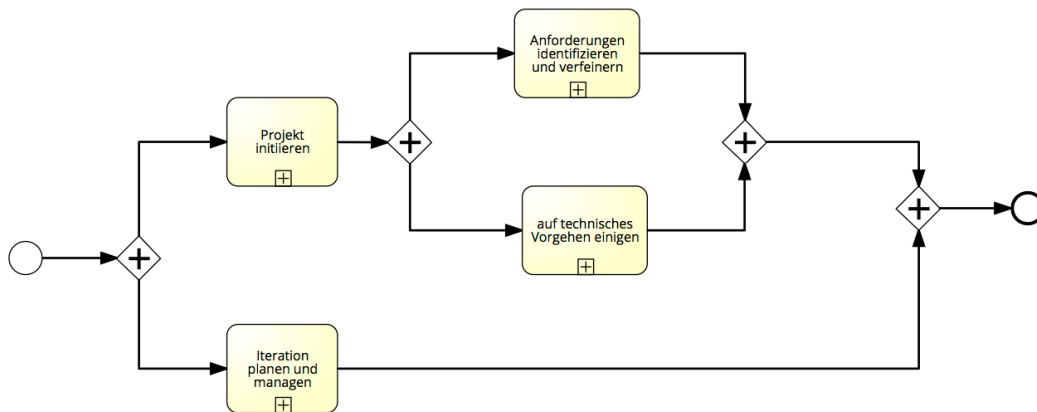 Anforderungen
identifizieren
und verfeinern
Projekt
initiieren
auf technisches
Vorgehen einigen
Iteration
planen und
managen